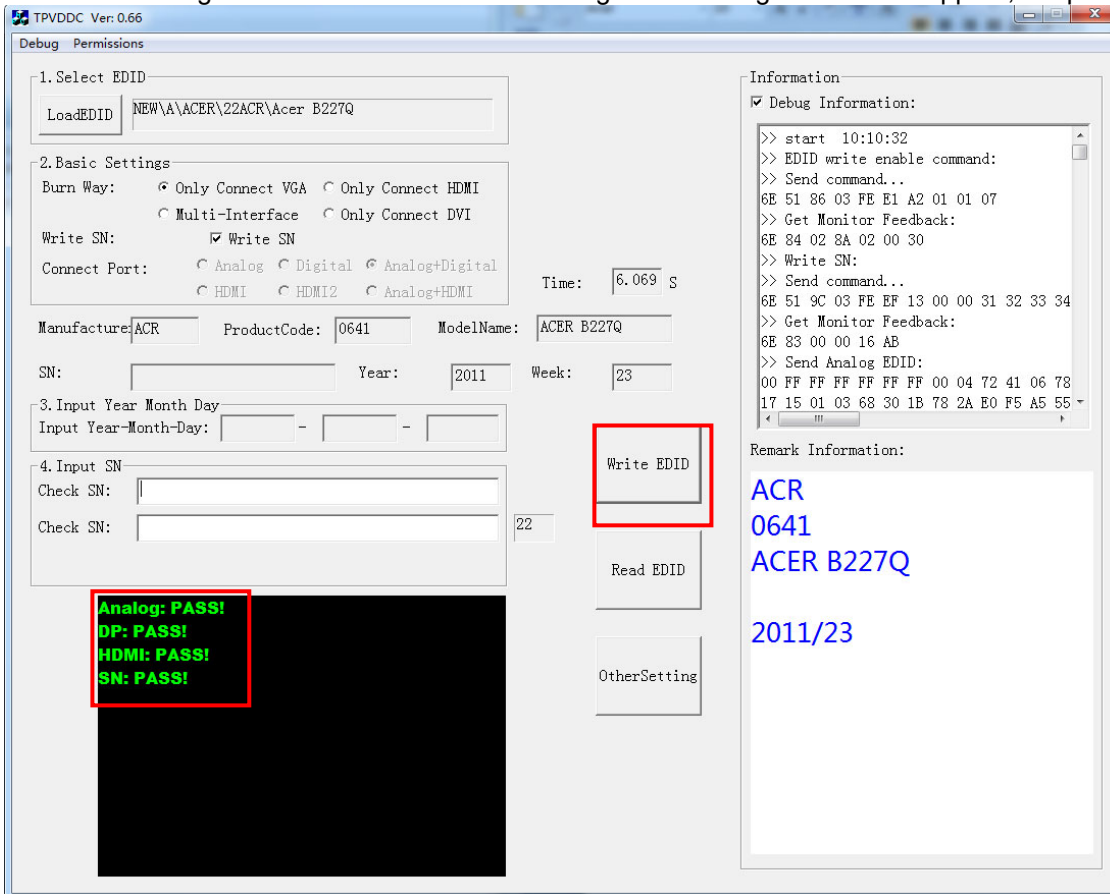 TPVDDC Ver: 0.66
Debug Permissions
1.Select EDID
LoadEDID NEW\A\ACER\22ACR\Acer B227Q
2.Basic Settings
Burn Way: Only Connect VGA Only Connect HDMI
Multi-Interface Only Connect DVI
Write SN: Write SN
Connect Port: Analog Digital Analog+Digital
HDMI HDMI2 Analog+HDMI
Time: 6.069 S
Manufacture: ACR ProductCode: 0641 ModelName: ACER B227Q
SN: Year: 2011 Week: 23
3.Input Year Month Day
Input Year-Month-Day: - -
4.Input SN
Check SN:
Check SN: 22
Write EDID
Read EDID
OtherSetting
Analog: PASS!
DP: PASS!
HDMI: PASS!
SN: PASS!
Information
Debug Information:
>> start 10:10:32
>> EDID write enable command:
>> Send command...
6E 51 86 03 FE E1 A2 01 01 07
>> Get Monitor Feedback:
6E 84 02 8A 02 00 30
>> Write SN:
>> Send command...
6E 51 9C 03 FE EF 13 00 00 31 32 33 34
>> Get Monitor Feedback:
6E 83 00 00 16 AB
>> Send Analog EDID:
00 FF FF FF FF FF FF 00 04 72 41 06 78
17 15 01 03 68 30 1B 78 2A E0 F5 A5 55
Remark Information:
ACR
0641
ACER B227Q
2011/23